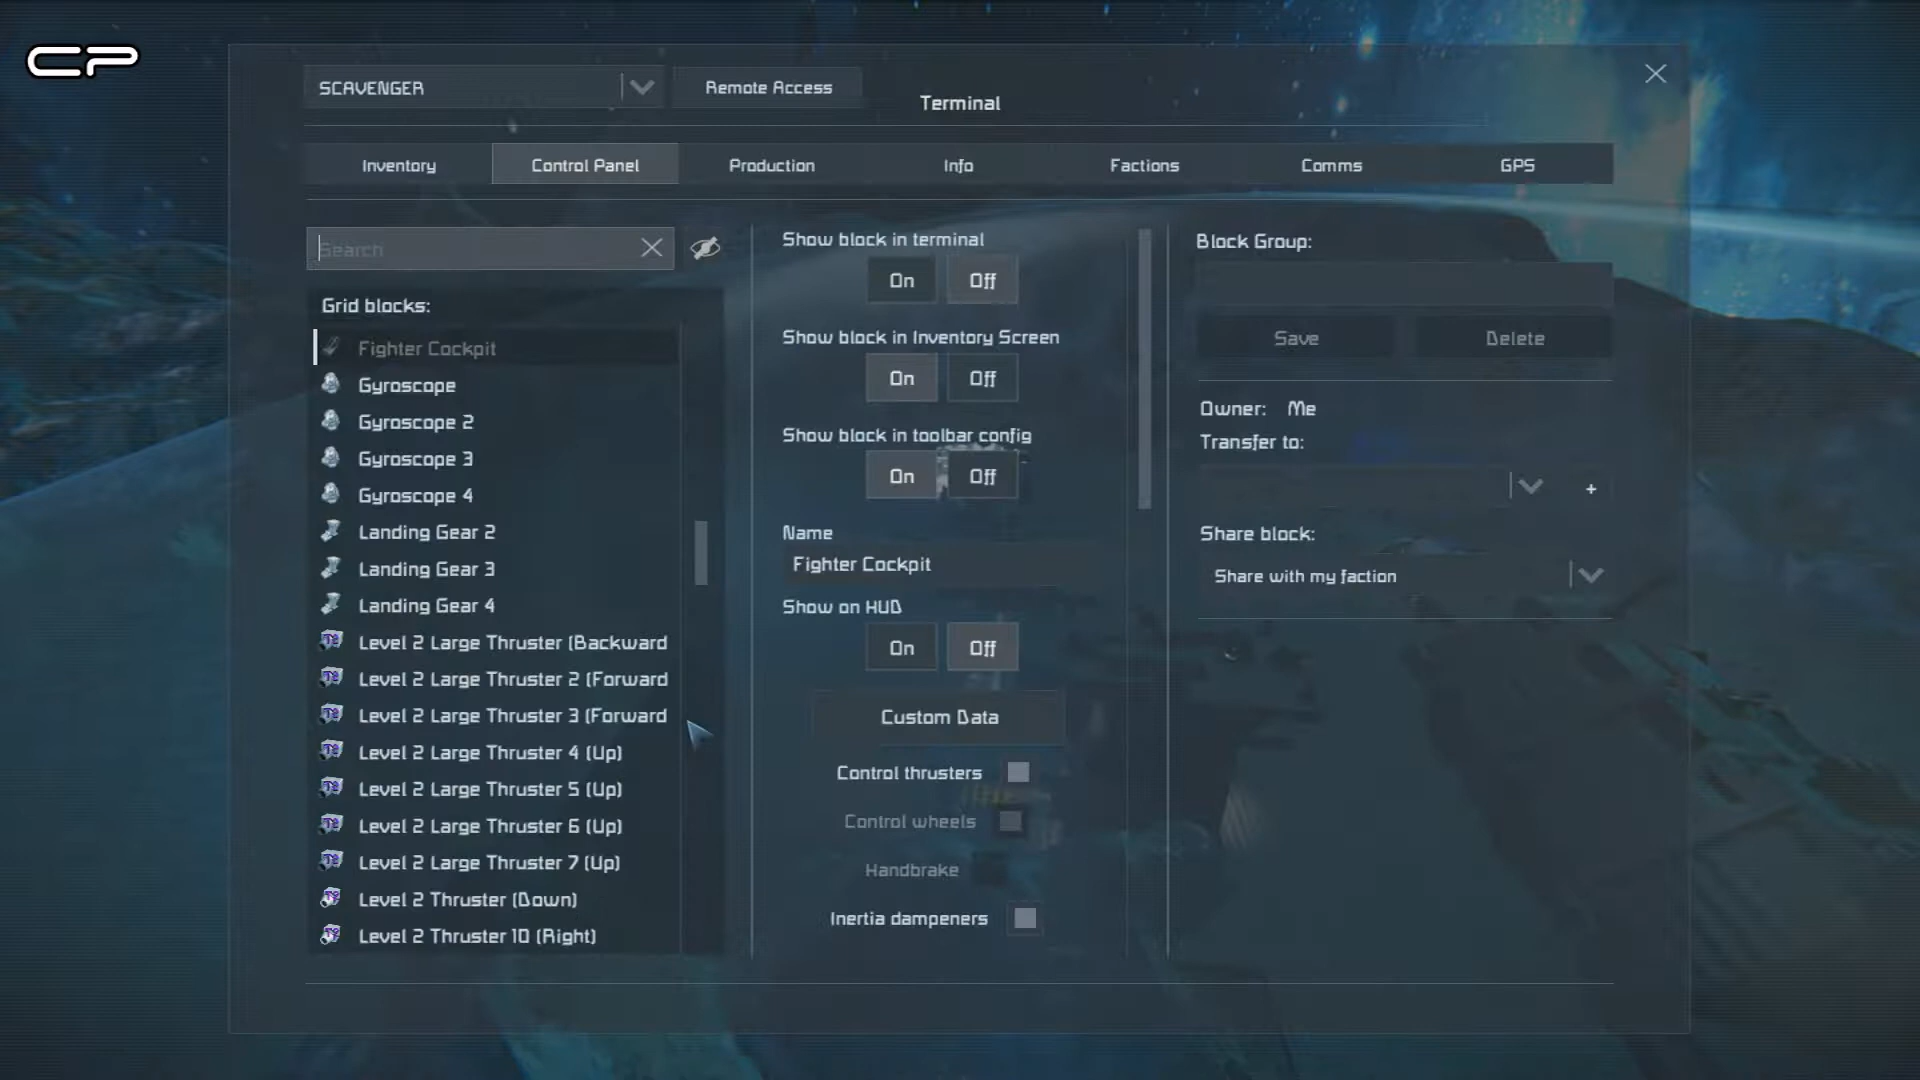 CP
SCAVENGER
Remote Access
Terminal
Inventory
Control Panel
Production
Info
Factions
Comms
GPS
Search
Grid blocks:
Fighter Cockpit
Gyroscope
Gyroscope 2
Gyroscope 3
Gyroscope 4
Landing Gear 2
Landing Gear 3
Landing Gear 4
Level 2 Large Thruster (Backward
Level 2 Large Thruster 2 (Forward
Level 2 Large Thruster 3 (Forward
Level 2 Large Thruster 4 (Up)
Level 2 Large Thruster 5 (Up)
Level 2 Large Thruster 6 (Up)
Level 2 Large Thruster 7 (Up)
Level 2 Thruster (Down)
Level 2 Thruster 10 (Right)
Show block in terminal
On Off
Show block in Inventory Screen
On Off
Show block in toolbar config
On Off
Name
Fighter Cockpit
Show on HUD
On Off
Custom Data
Control thrusters
Control wheels
Handbrake
Inertia dampeners
Block Group:
Save Delete
Owner: Me
Transfer to:
+
Share block:
Share with my faction